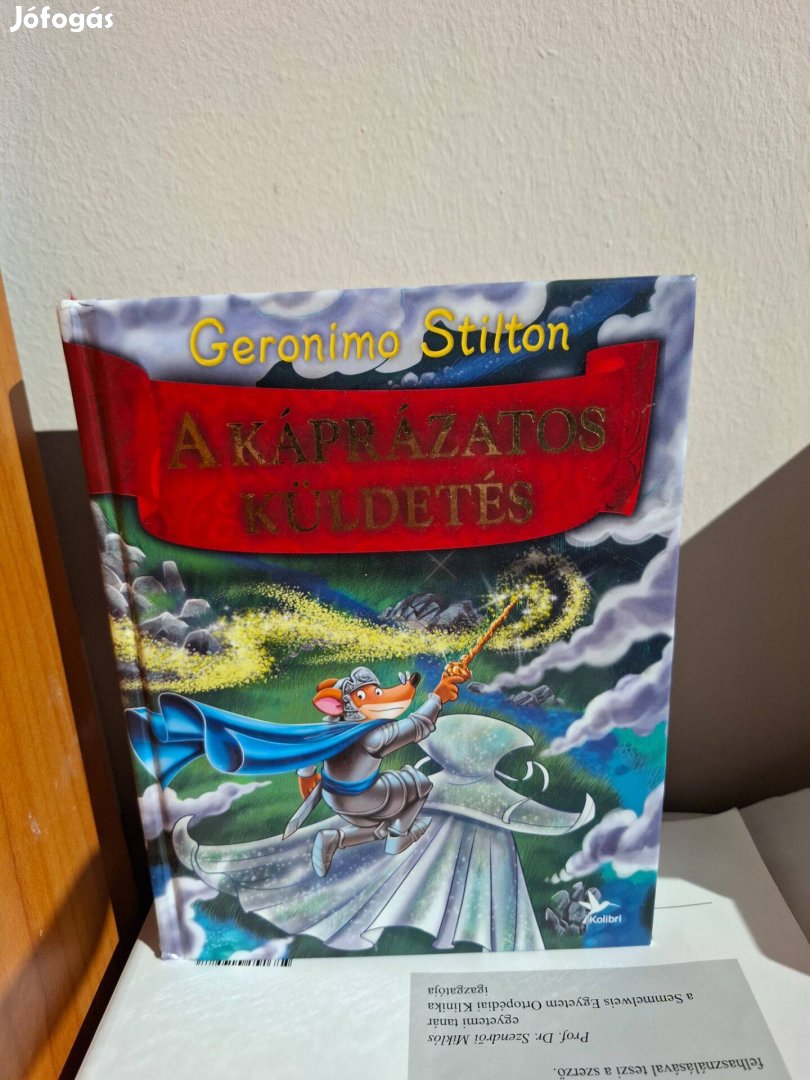 Jófogás
Geronimo Stilton
A KÁPRÁZATOS
KÜLDETÉS
Kolibri
felhasználásával teszi a szerző.
Prof. Dr. Szendrői Miklós
egyetemi tanár
a Semmelweis Egyetem Ortopédiai Klinika
igazgatója